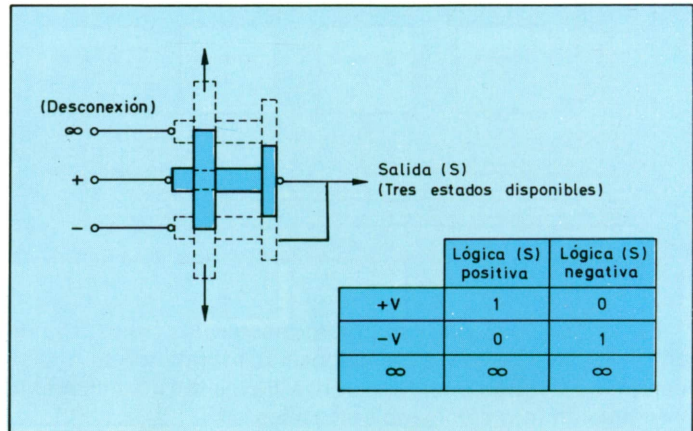 (Desconexión)
∞
+
−
Salida (S)
(Tres estados disponibles)
Lógica (S) positiva
Lógica (S) negativa
+V 1 0
−V 0 1
∞ ∞ ∞